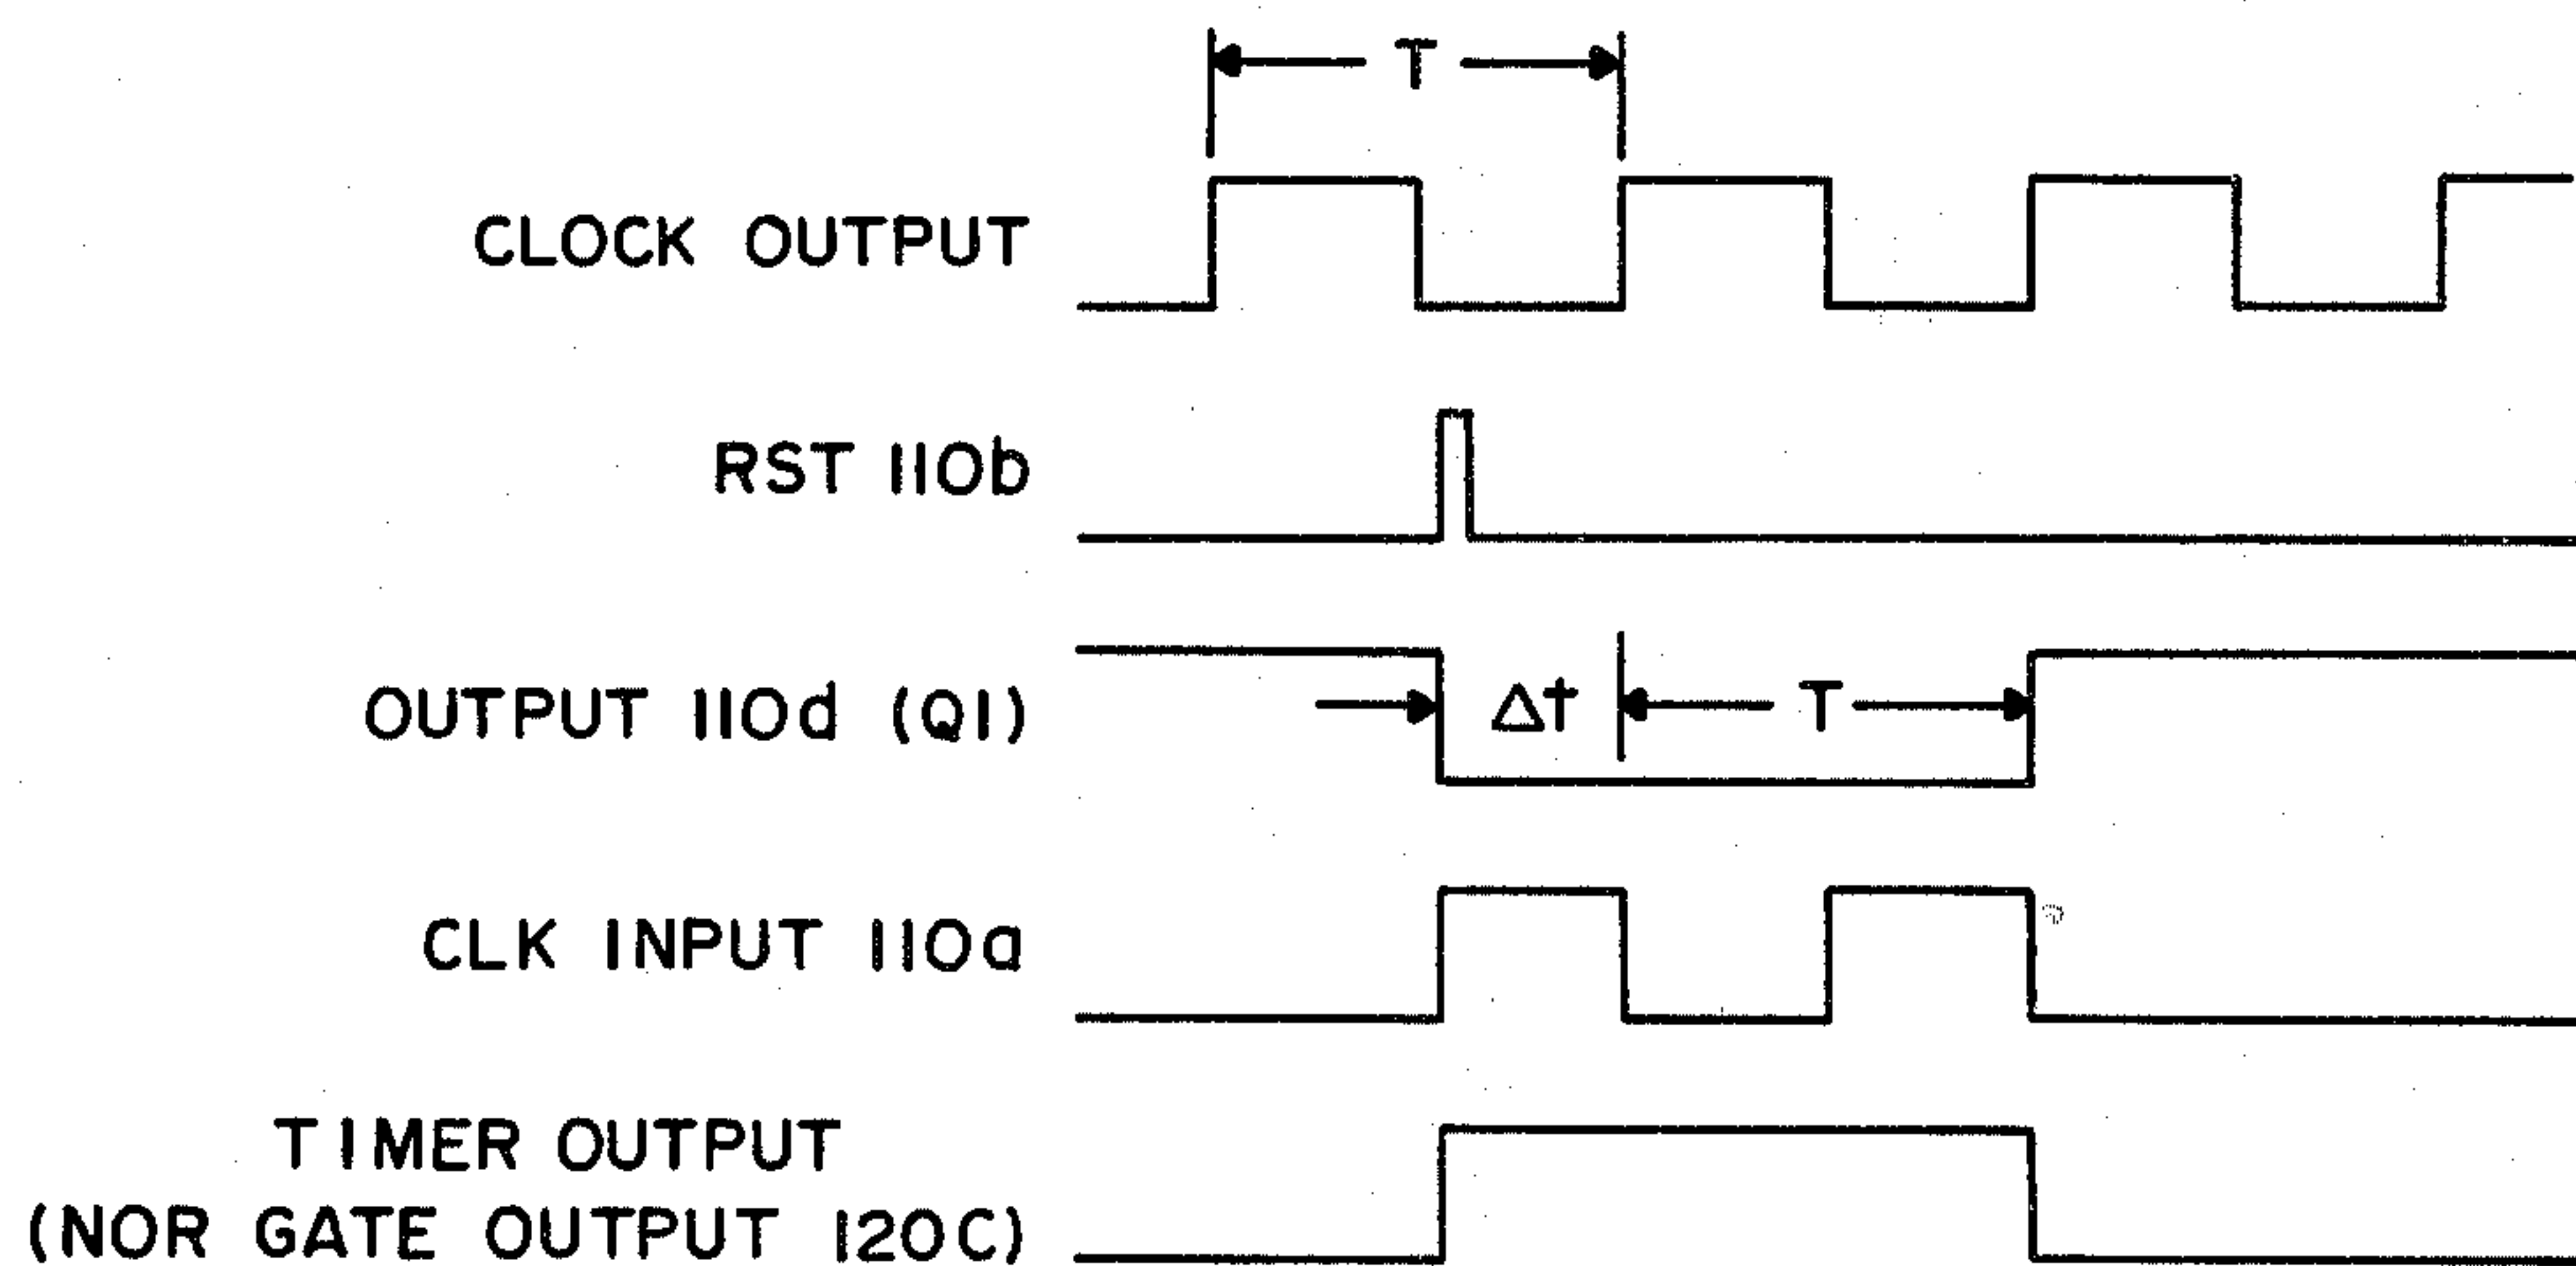 T
CLOCK OUTPUT
RST 110b
OUTPUT 110d (Q1)
Δt
T
CLK INPUT 110a
TIMER OUTPUT
(NOR GATE OUTPUT 120C)